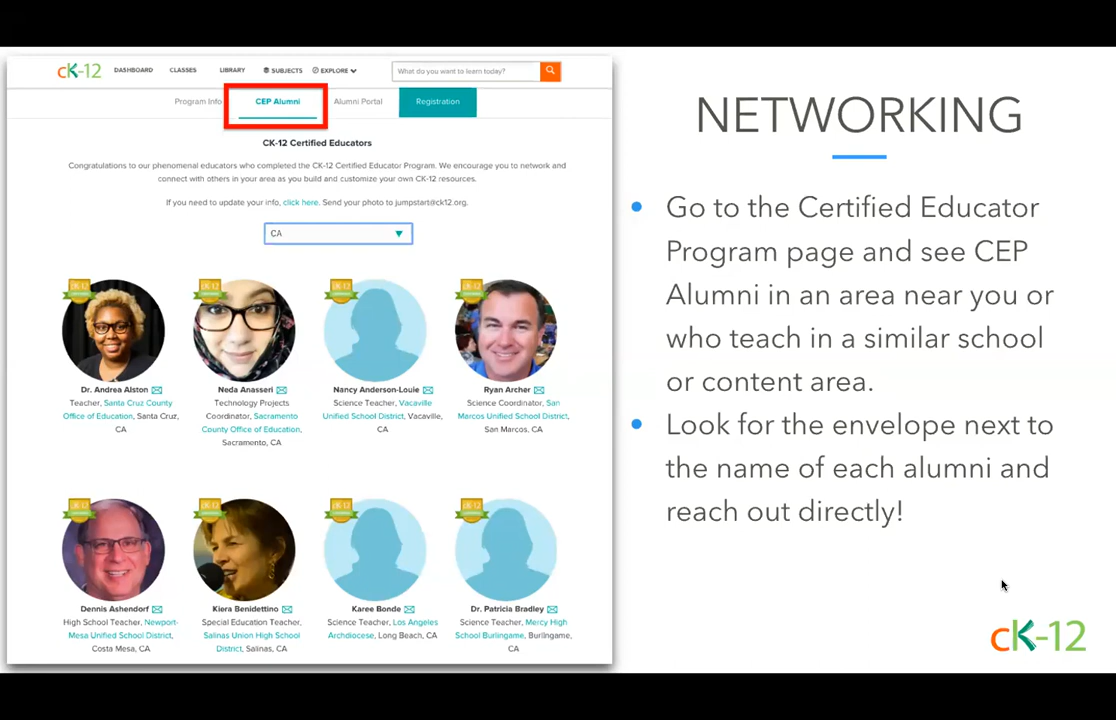 cK-12 DASHBOARD CLASSES LIBRARY SUBJECTS EXPLORE What do you want to learn today?
Program Info CEP Alumni Alumni Portal Registration
CK-12 Certified Educators
Congratulations to our phenomenal educators who completed the CK-12 Certified Educator Program. We encourage you to network and
connect with others in your area as you build and customize your own CK-12 resources.
If you need to update your info, click here. Send your photo to jumpstart@ck12.org.
CA
Dr. Andrea Alston
Teacher, Santa Cruz County
Office of Education, Santa Cruz,
CA
Neda Anasseri
Technology Projects
Coordinator, Sacramento
County Office of Education,
Sacramento, CA
Nancy Anderson-Louie
Science Teacher, Vacaville
Unified School District, Vacaville,
CA
Ryan Archer
Science Coordinator, San
Marcos Unified School District,
San Marcos, CA
Dennis Ashendorf
High School Teacher, Newport-
Mesa Unified School District,
Costa Mesa, CA
Kiera Benidettino
Special Education Teacher,
Salinas Union High School
District, Salinas, CA
Karee Bonde
Science Teacher, Los Angeles
Archdiocese, Long Beach, CA
Dr. Patricia Bradley
Science Teacher, Mercy High
School Burlingame, Burlingame,
CA
NETWORKING
• Go to the Certified Educator
Program page and see CEP
Alumni in an area near you or
who teach in a similar school
or content area.
• Look for the envelope next to
the name of each alumni and
reach out directly!
cK-12